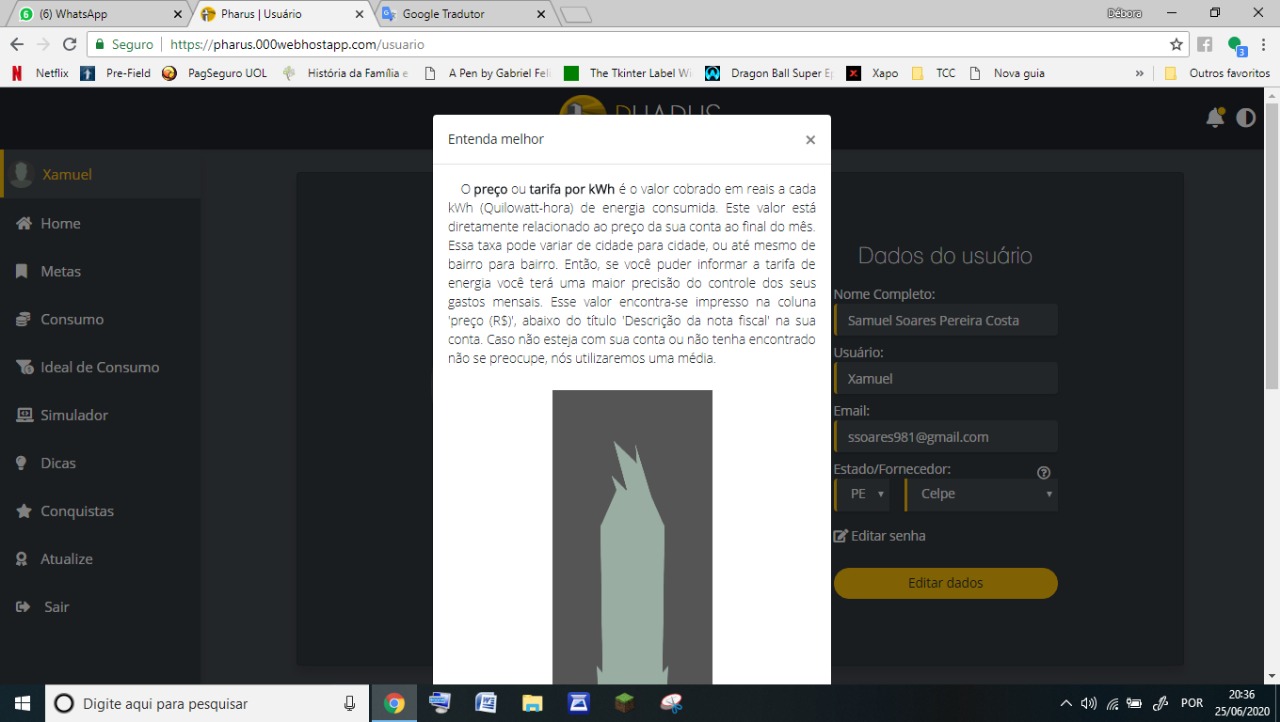 (6) WhatsApp
Pharus | Usuário
Google Tradutor
Débora
Seguro
https://pharus.000webhostapp.com/usuario
3
Netflix
Pre-Field
PagSeguro UOL
História da Família e
A Pen by Gabriel Feli
The Tkinter Label Wi
Dragon Ball Super Ep
Xapo
TCC
Nova guia
»
Outros favoritos
Entenda melhor
×
O preço ou tarifa por kWh é o valor cobrado em reais a cada
kWh (Quilowatt-hora) de energia consumida. Este valor está
diretamente relacionado ao preço da sua conta ao final do mês.
Essa taxa pode variar de cidade para cidade, ou até mesmo de
bairro para bairro. Então, se você puder informar a tarifa de
energia você terá uma maior precisão do controle dos seus
gastos mensais. Esse valor encontra-se impresso na coluna
'preço (R$)', abaixo do título 'Descrição da nota fiscal' na sua
conta. Caso não esteja com sua conta ou não tenha encontrado
não se preocupe, nós utilizaremos uma média.
Xamuel
Home
Metas
Consumo
Ideal de Consumo
Simulador
Dicas
Conquistas
Atualize
Sair
Dados do usuário
Nome Completo:
Samuel Soares Pereira Costa
Usuário:
Xamuel
Email:
ssoares981@gmail.com
Estado/Fornecedor:
PE
Celpe
Editar senha
Editar dados
Digite aqui para pesquisar
POR
20:36
25/06/2020